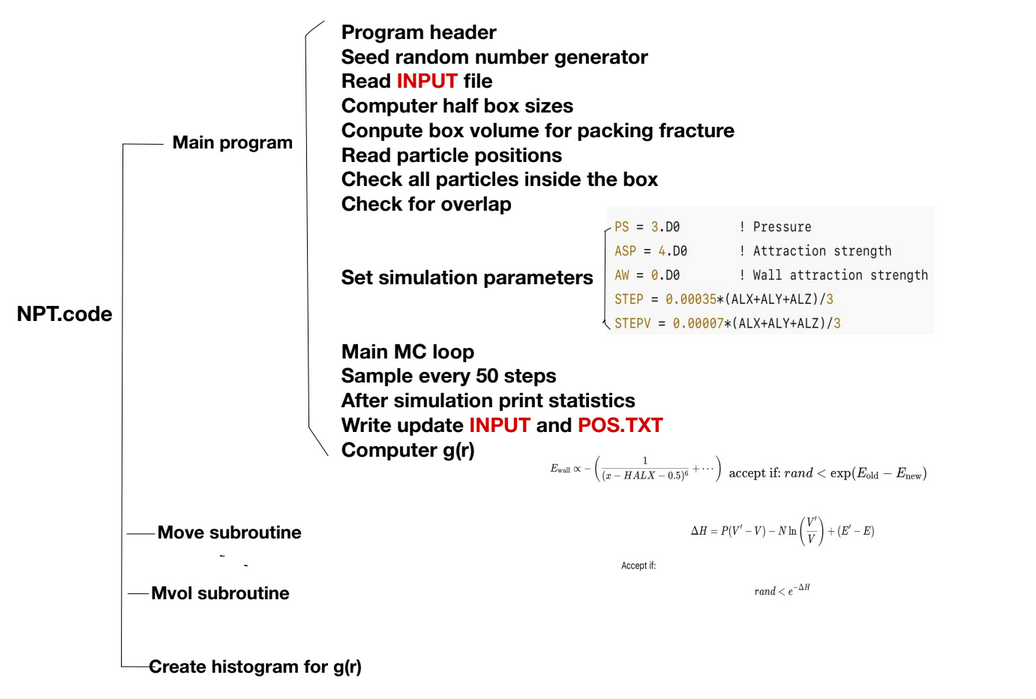 NPT.code
Main program
Program header
Seed random number generator
Read INPUT file
Computer half box sizes
Conpute box volume for packing fracture
Read particle positions
Check all particles inside the box
Check for overlap
Set simulation parameters
PS = 3.D0 ! Pressure
ASP = 4.D0 ! Attraction strength
AW = 0.D0 ! Wall attraction strength
STEP = 0.00035*(ALX+ALY+ALZ)/3
STEPV = 0.00007*(ALX+ALY+ALZ)/3
Main MC loop
Sample every 50 steps
After simulation print statistics
Write update INPUT and POS.TXT
Computer g(r)
E_wall ∝ −(1/(x − HALX − 0.5)^6 + ⋯) accept if: rand < exp(E_old − E_new)
Move subroutine
ΔH = P(V′ − V) − N ln(V′/V) + (E′ − E)
Accept if:
rand < e^{−ΔH}
Mvol subroutine
Create histogram for g(r)